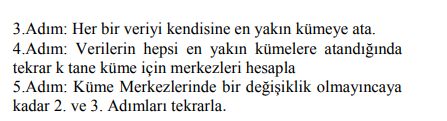 3.Adım: Her bir veriyi kendisine en yakın kümeye ata.
4.Adım: Verilerin hepsi en yakın kümelere atandığında
tekrar k tane küme için merkezleri hesapla
5.Adım: Küme Merkezlerinde bir değişiklik olmayıncaya
kadar 2. ve 3. Adımları tekrarla.